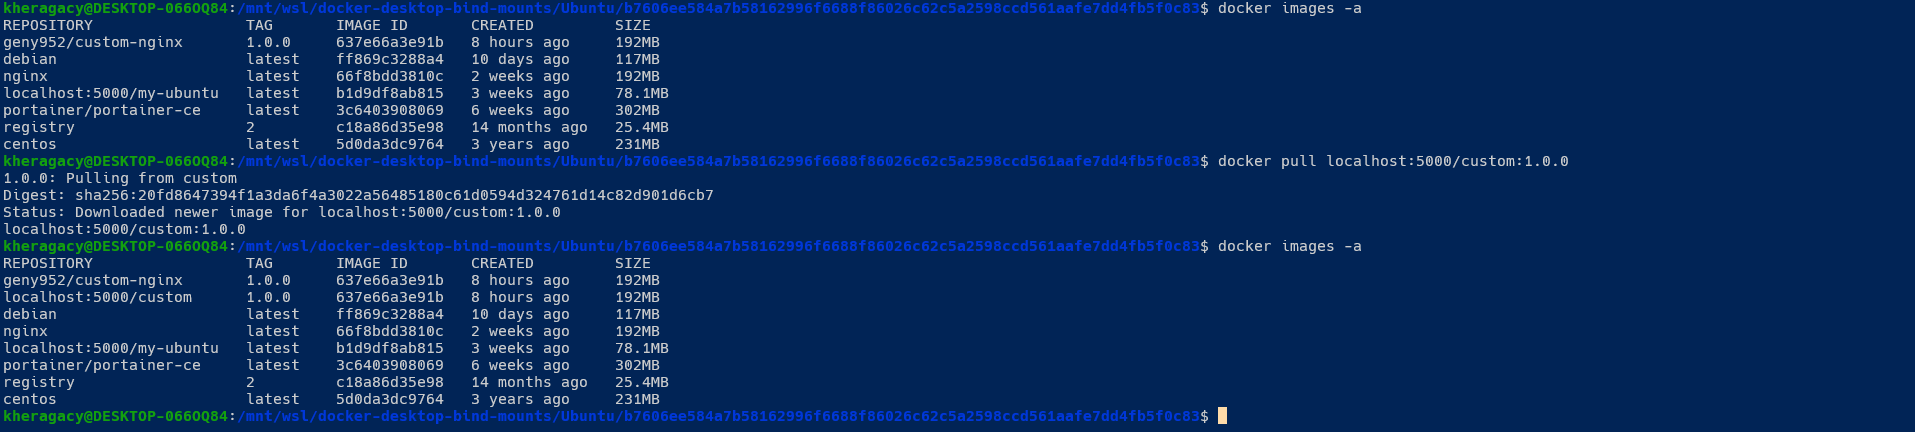 kheragacy@DESKTOP-066OQ84:/mnt/wsl/docker-desktop-bind-mounts/Ubuntu/b7606ee584a7b58162996f6688f86026c62c5a2598ccd561aafe7dd4fb5f0c83$ docker images -a
REPOSITORY                 TAG       IMAGE ID       CREATED         SIZE
geny952/custom-nginx       1.0.0     637e66a3e91b   8 hours ago     192MB
debian                     latest    ff869c3288a4   10 days ago     117MB
nginx                      latest    66f8bdd3810c   2 weeks ago     192MB
localhost:5000/my-ubuntu   latest    b1d9df8ab815   3 weeks ago     78.1MB
portainer/portainer-ce     latest    3c6403908069   6 weeks ago     302MB
registry                   2         c18a86d35e98   14 months ago   25.4MB
centos                     latest    5d0da3dc9764   3 years ago     231MB
kheragacy@DESKTOP-066OQ84:/mnt/wsl/docker-desktop-bind-mounts/Ubuntu/b7606ee584a7b58162996f6688f86026c62c5a2598ccd561aafe7dd4fb5f0c83$ docker pull localhost:5000/custom:1.0.0
1.0.0: Pulling from custom
Digest: sha256:20fd8647394f1a3da6f4a3022a56485180c61d0594d324761d14c82d901d6cb7
Status: Downloaded newer image for localhost:5000/custom:1.0.0
localhost:5000/custom:1.0.0
kheragacy@DESKTOP-066OQ84:/mnt/wsl/docker-desktop-bind-mounts/Ubuntu/b7606ee584a7b58162996f6688f86026c62c5a2598ccd561aafe7dd4fb5f0c83$ docker images -a
REPOSITORY                 TAG       IMAGE ID       CREATED         SIZE
geny952/custom-nginx       1.0.0     637e66a3e91b   8 hours ago     192MB
localhost:5000/custom      1.0.0     637e66a3e91b   8 hours ago     192MB
debian                     latest    ff869c3288a4   10 days ago     117MB
nginx                      latest    66f8bdd3810c   2 weeks ago     192MB
localhost:5000/my-ubuntu   latest    b1d9df8ab815   3 weeks ago     78.1MB
portainer/portainer-ce     latest    3c6403908069   6 weeks ago     302MB
registry                   2         c18a86d35e98   14 months ago   25.4MB
centos                     latest    5d0da3dc9764   3 years ago     231MB
kheragacy@DESKTOP-066OQ84:/mnt/wsl/docker-desktop-bind-mounts/Ubuntu/b7606ee584a7b58162996f6688f86026c62c5a2598ccd561aafe7dd4fb5f0c83$